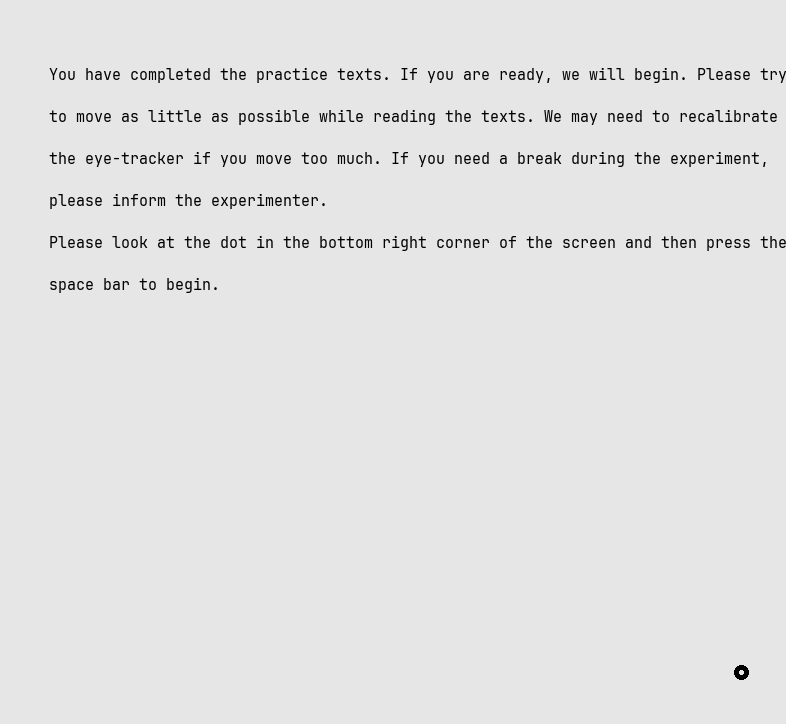 You have completed the practice texts. If you are ready, we will begin. Please try
to move as little as possible while reading the texts. We may need to recalibrate
the eye-tracker if you move too much. If you need a break during the experiment,
please inform the experimenter.
Please look at the dot in the bottom right corner of the screen and then press the
space bar to begin.